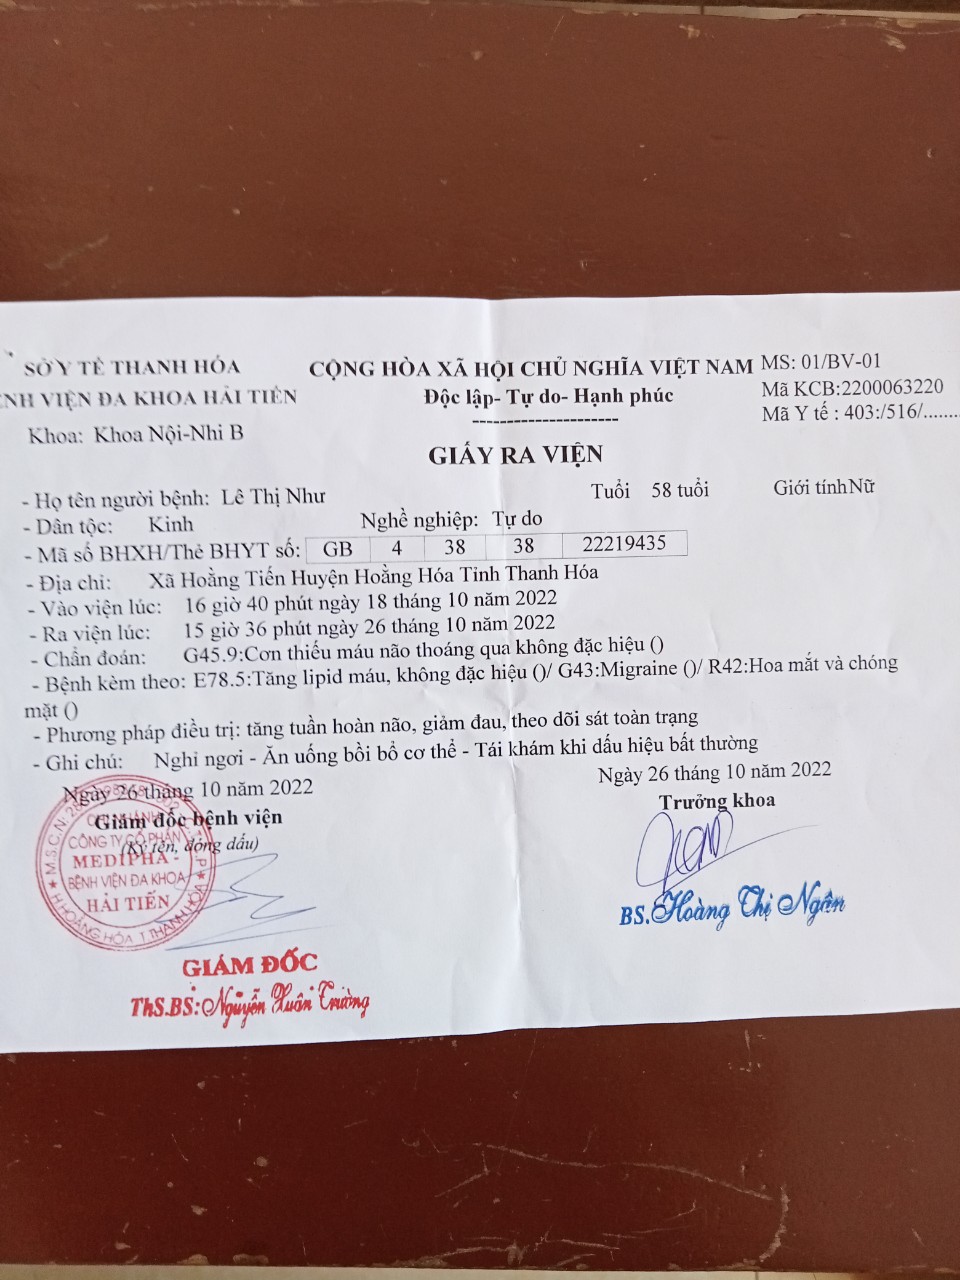 SỞ Y TẾ THANH HÓA
CỘNG HÒA XÃ HỘI CHỦ NGHĨA VIỆT NAM
MS: 01/BV-01
ỆNH VIỆN ĐA KHOA HẢI TIẾN
Độc lập- Tự do- Hạnh phúc
Mã KCB:2200063220
Mã Y tế : 403:/516/........
Khoa: Khoa Nội-Nhi B
---------------------
GIẤY RA VIỆN
- Họ tên người bệnh: Lê Thị Như Tuổi 58 tuổi Giới tínhNữ
- Dân tộc: Kinh Nghề nghiệp: Tự do
- Mã số BHXH/Thẻ BHYT số: GB 4 38 38 22219435
- Địa chỉ: Xã Hoằng Tiến Huyện Hoằng Hóa Tỉnh Thanh Hóa
- Vào viện lúc: 16 giờ 40 phút ngày 18 tháng 10 năm 2022
- Ra viện lúc: 15 giờ 36 phút ngày 26 tháng 10 năm 2022
- Chẩn đoán: G45.9:Cơn thiếu máu não thoáng qua không đặc hiệu ()
- Bệnh kèm theo: E78.5:Tăng lipid máu, không đặc hiệu ()/ G43:Migraine ()/ R42:Hoa mắt và chóng
mặt ()
- Phương pháp điều trị: tăng tuần hoàn não, giảm đau, theo dõi sát toàn trạng
- Ghi chú: Nghỉ ngơi - Ăn uống bồi bổ cơ thể - Tái khám khi dấu hiệu bất thường
Ngày 26 tháng 10 năm 2022
Giám đốc bệnh viện
(Ký tên, đóng dấu)
Ngày 26 tháng 10 năm 2022
Trưởng khoa
CHI NHÁNH
CÔNG TY CỔ PHẦN
MEDIPHA -
BỆNH VIỆN ĐA KHOA
HẢI TIẾN
H.HOẰNG HÓA T.THANH HÓA
BS.Hoàng Thị Ngân
GIÁM ĐỐC
ThS.BS:Nguyễn Xuân Trường